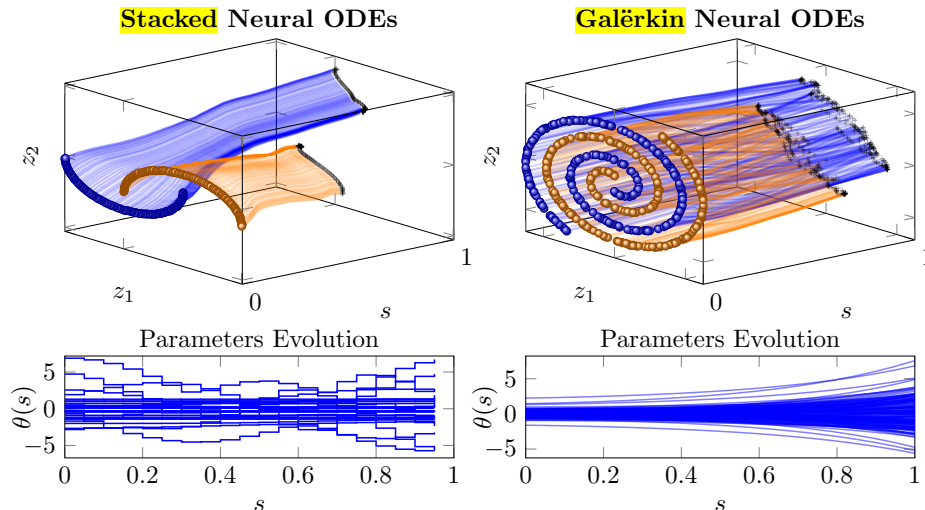 Stacked Neural ODEs
Galërkin Neural ODEs
z2
z1
0
s
1
z2
z1
0
s
1
Parameters Evolution
θ(s)
5
0
−5
0
0.2
0.4
0.6
0.8
1
s
Parameters Evolution
θ(s)
5
0
−5
0
0.2
0.4
0.6
0.8
1
s